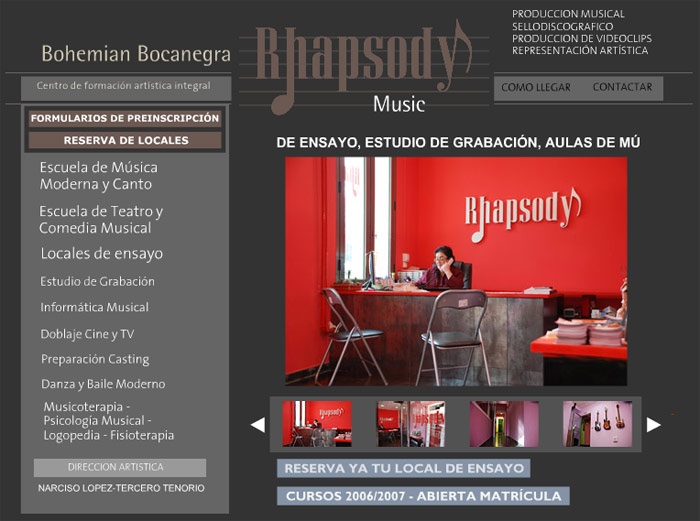 Bohemian Bocanegra
Centro de formación artistica integral
FORMULARIOS DE PREINSCRIPCIÓN
RESERVA DE LOCALES
Escuela de Música
Moderna y Canto
Escuela de Teatro y
Comedia Musical
Locales de ensayo
Estudio de Grabación
Informática Musical
Doblaje Cine y TV
Preparación Casting
Danza y Baile Moderno
Musicoterapia -
Psicología Musical -
Logopedia - Fisioterapia
DIRECCION ARTISTICA
NARCISO LOPEZ-TERCERO TENORIO
Rhapsody
Music
PRODUCCION MUSICAL
SELLODISCOGRAFICO
PRODUCCION DE VIDEOCLIPS
REPRESENTACIÓN ARTÍSTICA
COMO LLEGAR
CONTACTAR
DE ENSAYO, ESTUDIO DE GRABACIÓN, AULAS DE MÚ
Rhapsody
RESERVA YA TU LOCAL DE ENSAYO
CURSOS 2006/2007 - ABIERTA MATRÍCULA